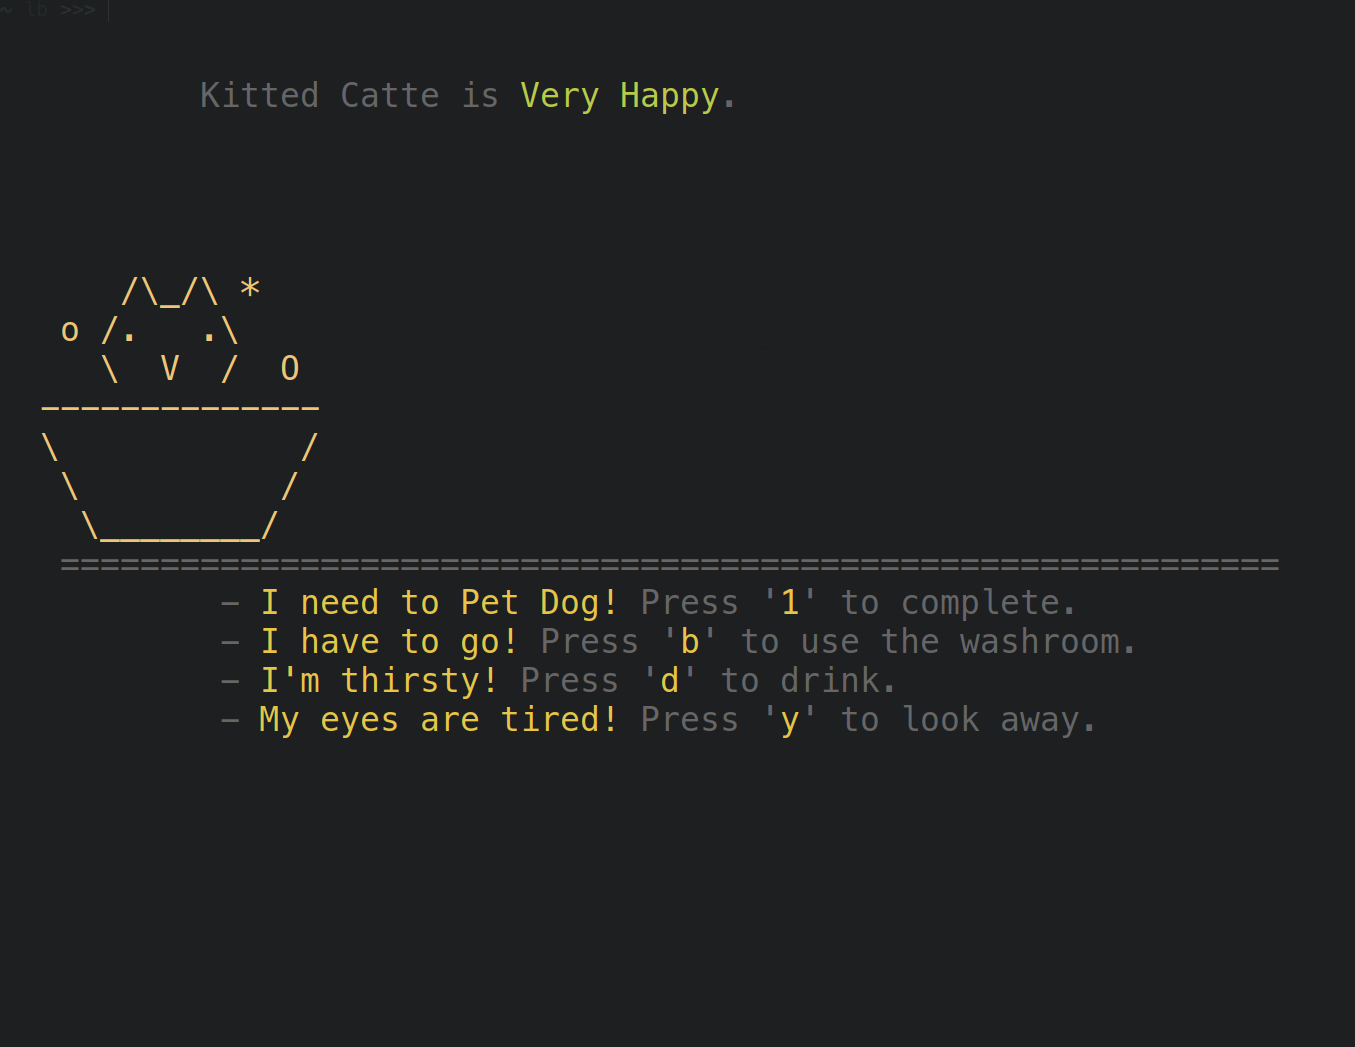 ~ lb >>>
Kitted Catte is Very Happy.
/\_/\ *
o /.   .\
\  V  /  O
--------------
\            /
\          /
\________/
=============================================================
- I need to Pet Dog! Press '1' to complete.
- I have to go! Press 'b' to use the washroom.
- I'm thirsty! Press 'd' to drink.
- My eyes are tired! Press 'y' to look away.